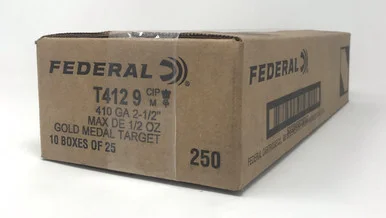 FEDERAL
T412 9 CIP M
410 GA 2-1/2"
MAX DE 1/2 OZ
GOLD MEDAL TARGET
10 BOXES OF 25
250
FEDERAL